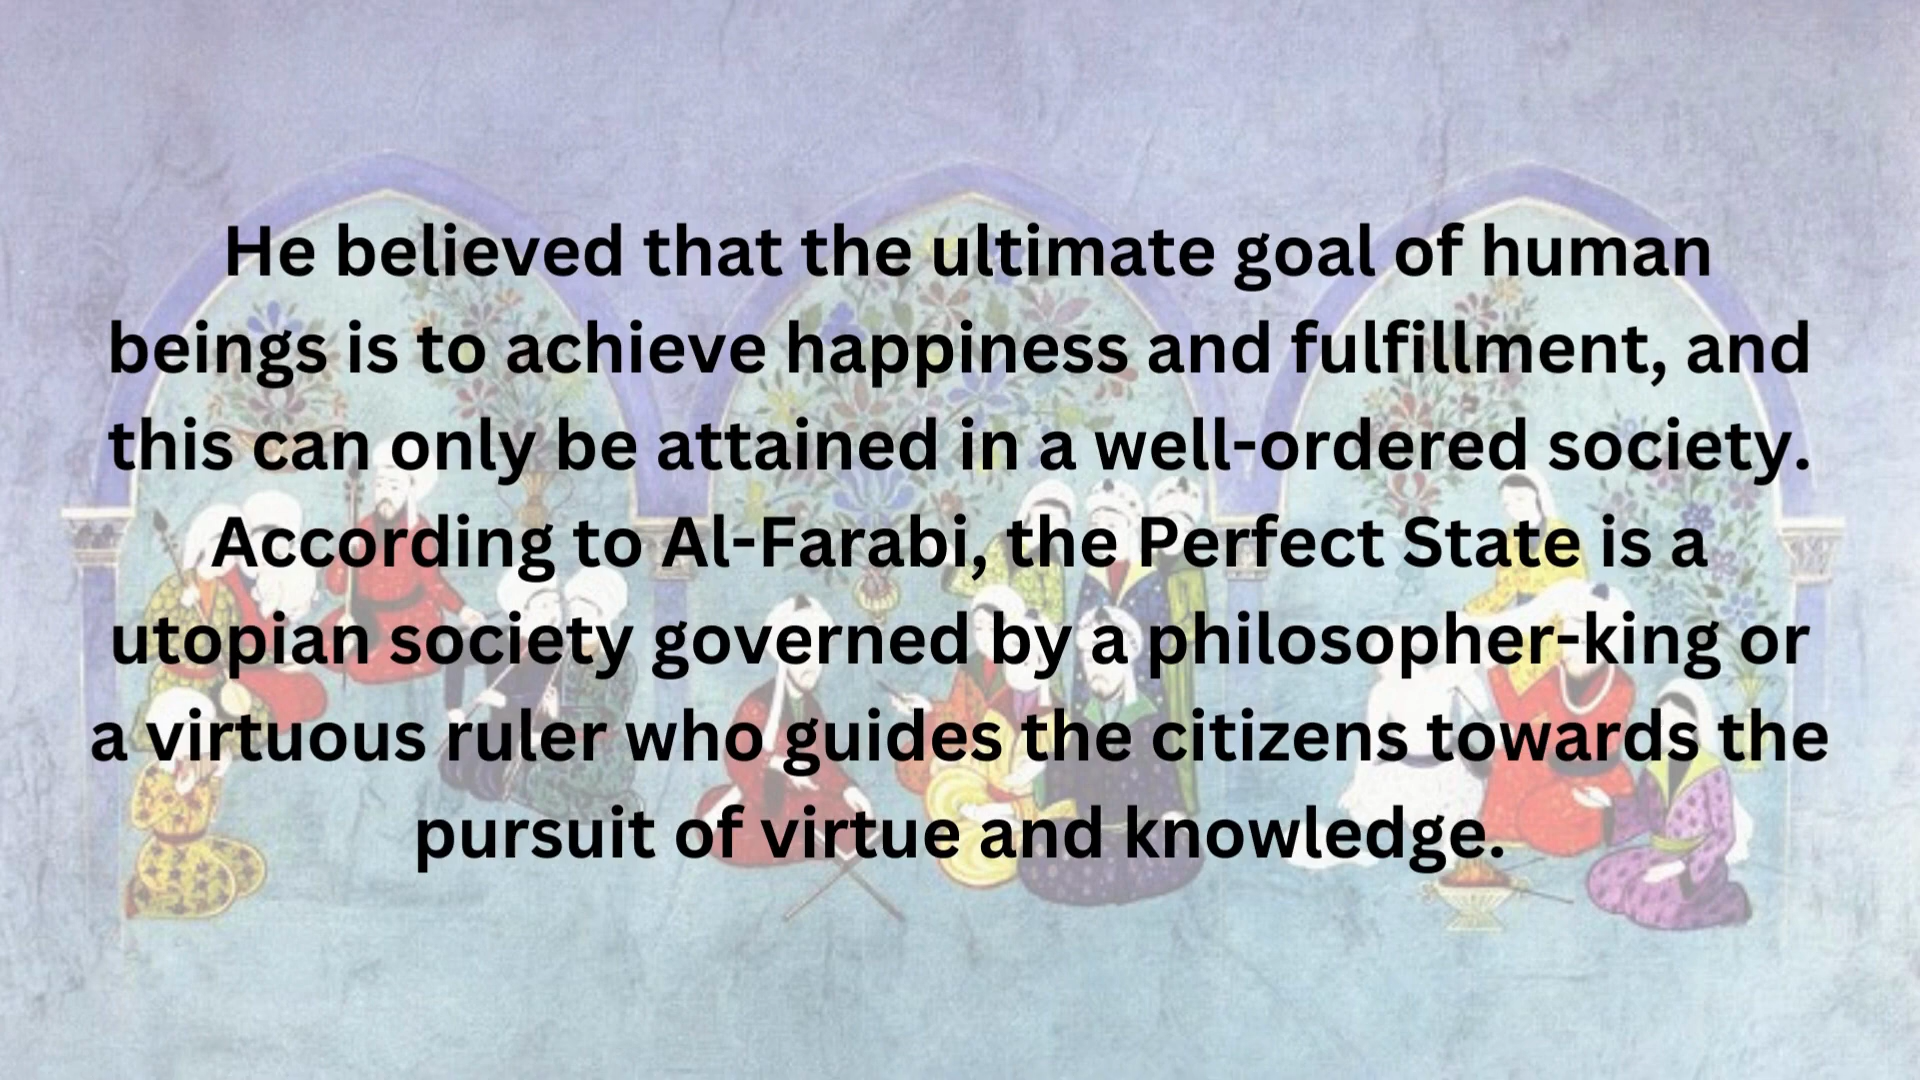 He believed that the ultimate goal of human
beings is to achieve happiness and fulfillment, and
this can only be attained in a well-ordered society.
According to Al-Farabi, the Perfect State is a
utopian society governed by a philosopher-king or
a virtuous ruler who guides the citizens towards the
pursuit of virtue and knowledge.